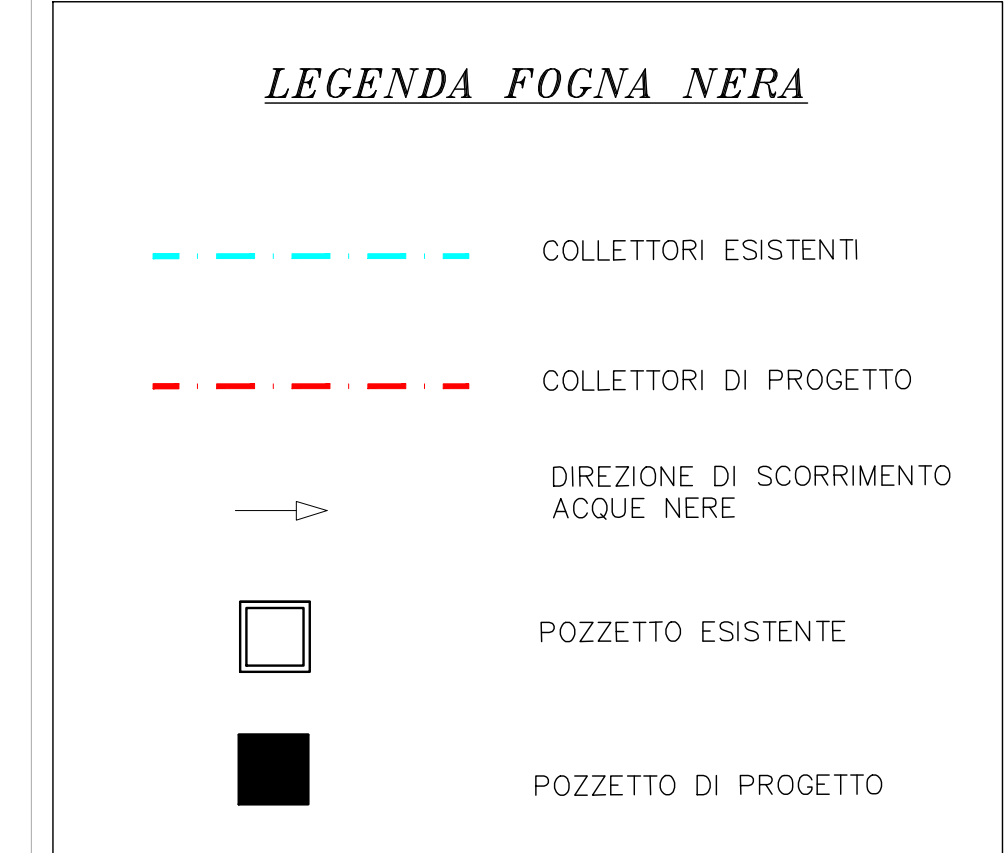 LEGENDA FOGNA NERA
COLLETTORI ESISTENTI
COLLETTORI DI PROGETTO
DIREZIONE DI SCORRIMENTO
ACQUE NERE
POZZETTO ESISTENTE
POZZETTO DI PROGETTO